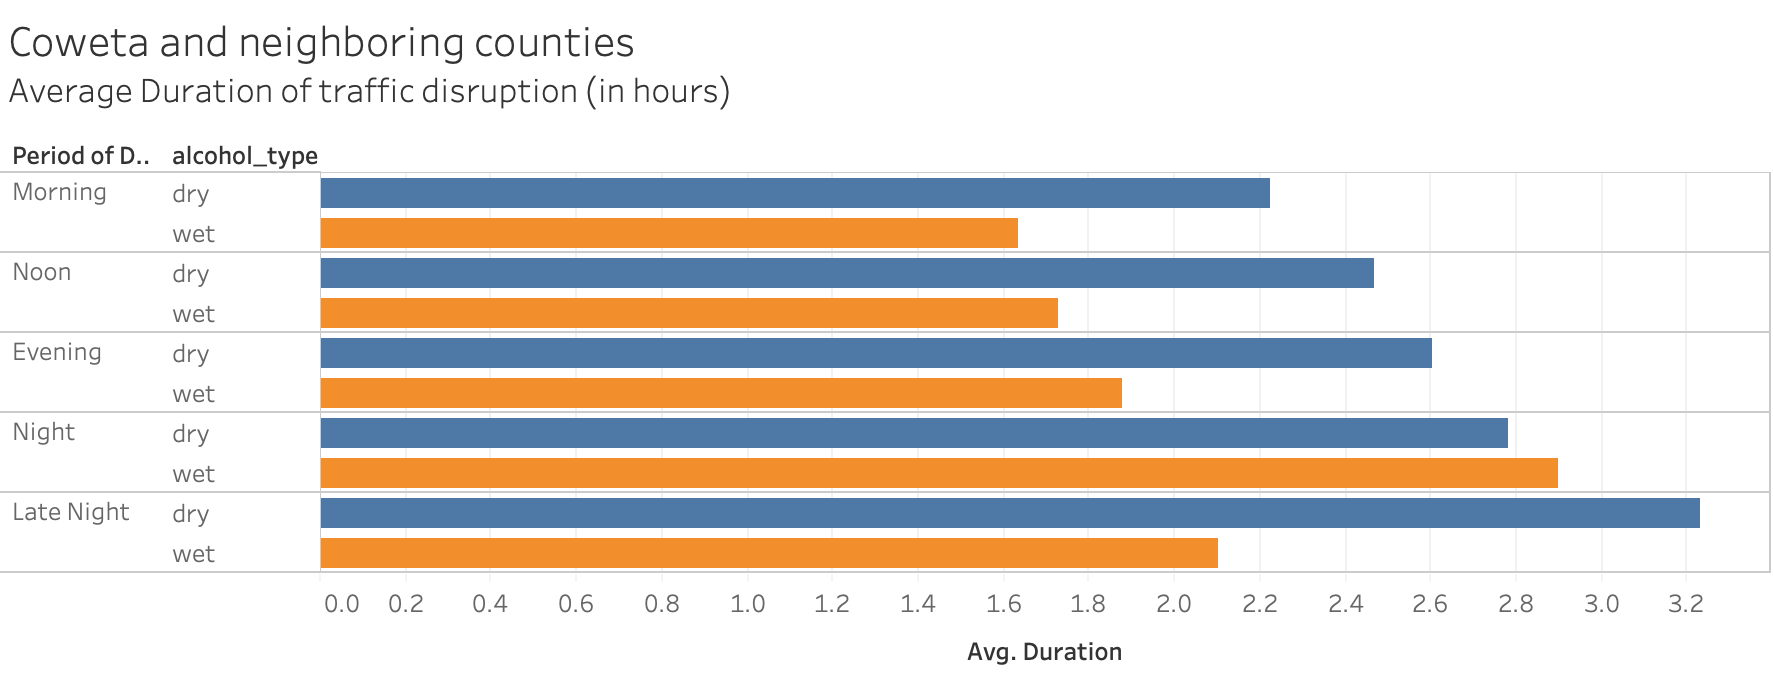 Coweta and neighboring counties
Average Duration of traffic disruption (in hours)
Period of D.. alcohol_type
Morning dry
wet
Noon dry
wet
Evening dry
wet
Night dry
wet
Late Night dry
wet
0.0 0.2 0.4 0.6 0.8 1.0 1.2 1.4 1.6 1.8 2.0 2.2 2.4 2.6 2.8 3.0 3.2
Avg. Duration